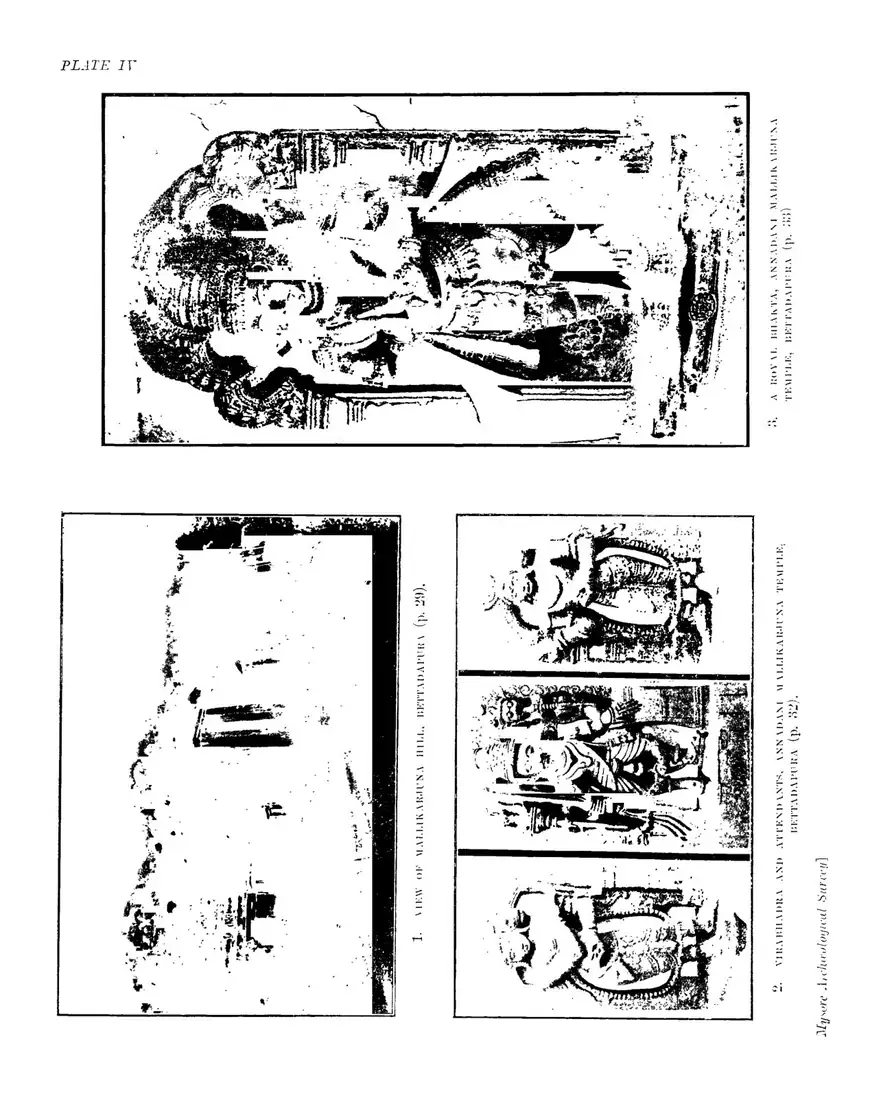 PLATE IV
3. A ROYAL BHAKTA, ANNADANI MALLIKARJUNA
TEMPLE, BETTADAPURA (p. 33)
1. VIEW OF MALLIKARJUNA HILL, BETTADAPURA (p. 29).
2. VIRABHADRA AND ATTENDANTS, ANNADANI MALLIKARJUNA TEMPLE,
BETTADAPURA (p. 32).
Mysore Archæological Survey]